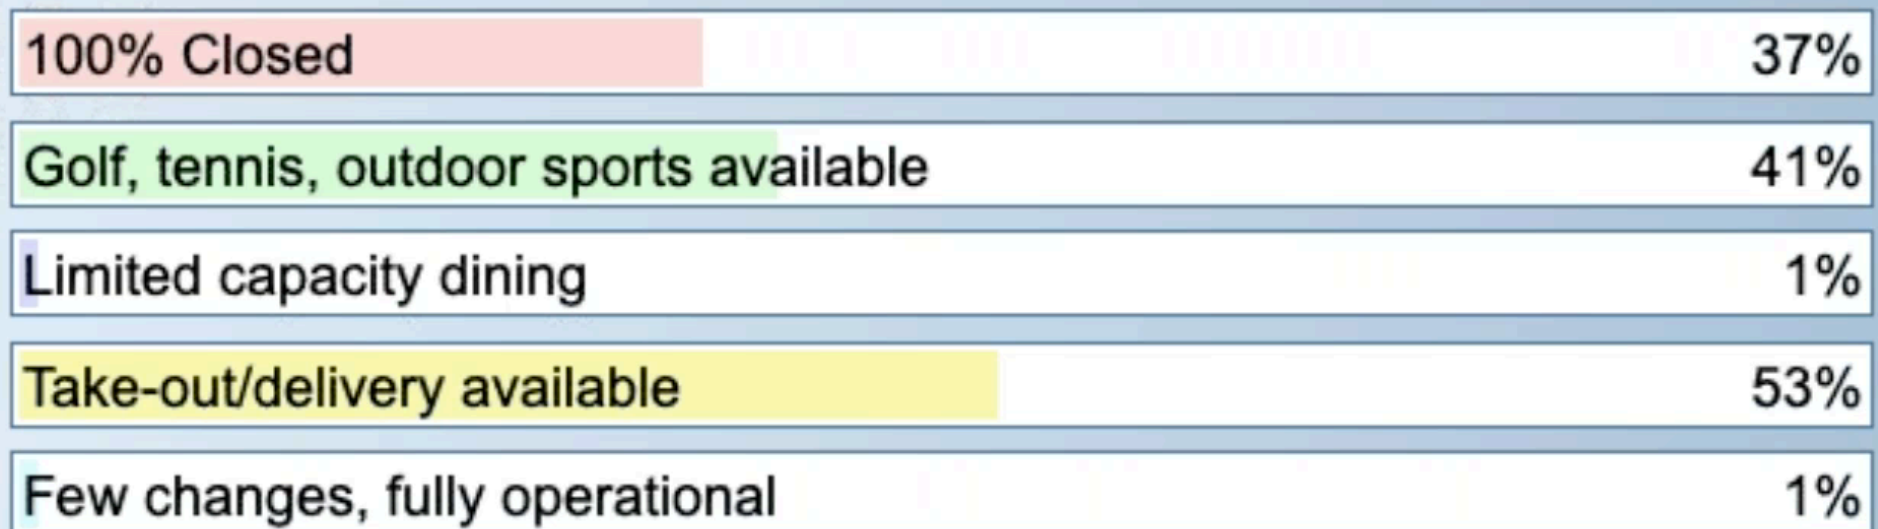 100% Closed 37%
Golf, tennis, outdoor sports available 41%
Limited capacity dining 1%
Take-out/delivery available 53%
Few changes, fully operational 1%